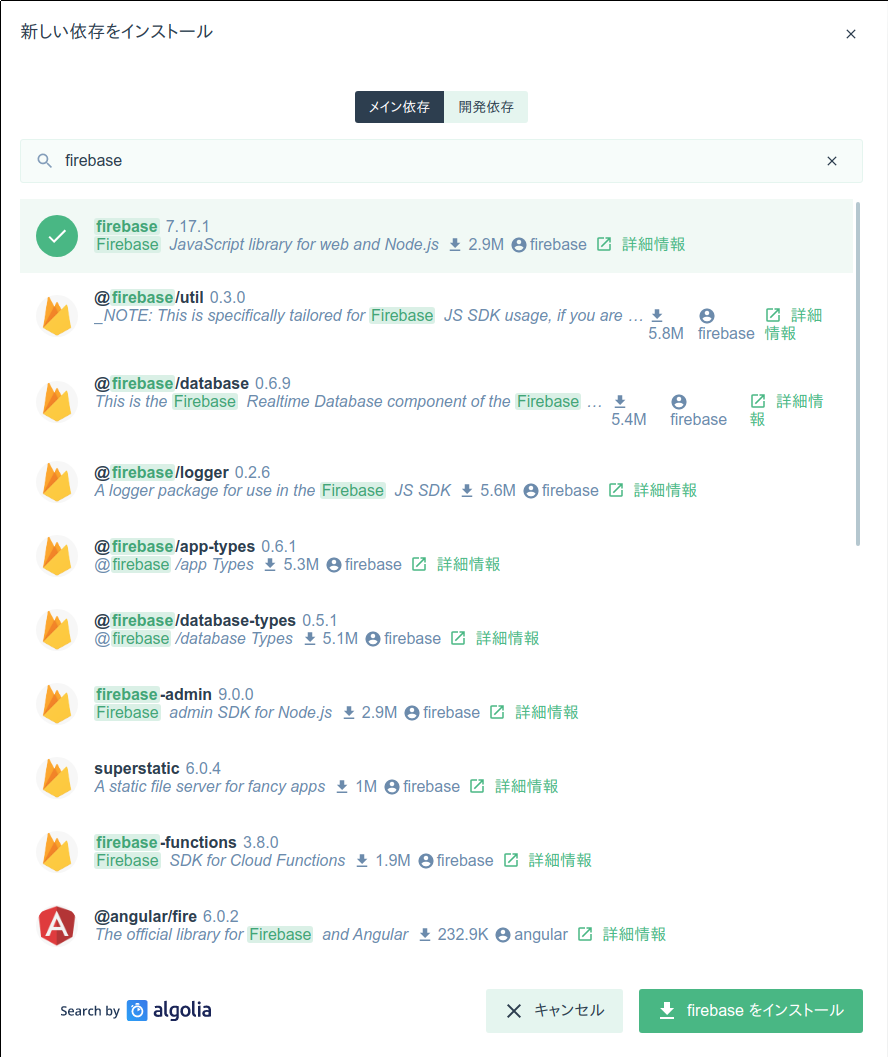 新しい依存をインストール
メイン依存 開発依存
firebase
firebase 7.17.1
Firebase JavaScript library for web and Node.js 2.9M firebase 詳細情報
@firebase/util 0.3.0
_NOTE: This is specifically tailored for Firebase JS SDK usage, if you are … 5.8M firebase 詳細情報
@firebase/database 0.6.9
This is the Firebase Realtime Database component of the Firebase … 5.4M firebase 詳細情報
@firebase/logger 0.2.6
A logger package for use in the Firebase JS SDK 5.6M firebase 詳細情報
@firebase/app-types 0.6.1
@firebase /app Types 5.3M firebase 詳細情報
@firebase/database-types 0.5.1
@firebase /database Types 5.1M firebase 詳細情報
firebase-admin 9.0.0
Firebase admin SDK for Node.js 2.9M firebase 詳細情報
superstatic 6.0.4
A static file server for fancy apps 1M firebase 詳細情報
firebase-functions 3.8.0
Firebase SDK for Cloud Functions 1.9M firebase 詳細情報
@angular/fire 6.0.2
The official library for Firebase and Angular 232.9K angular 詳細情報
Search by algolia キャンセル firebase をインストール